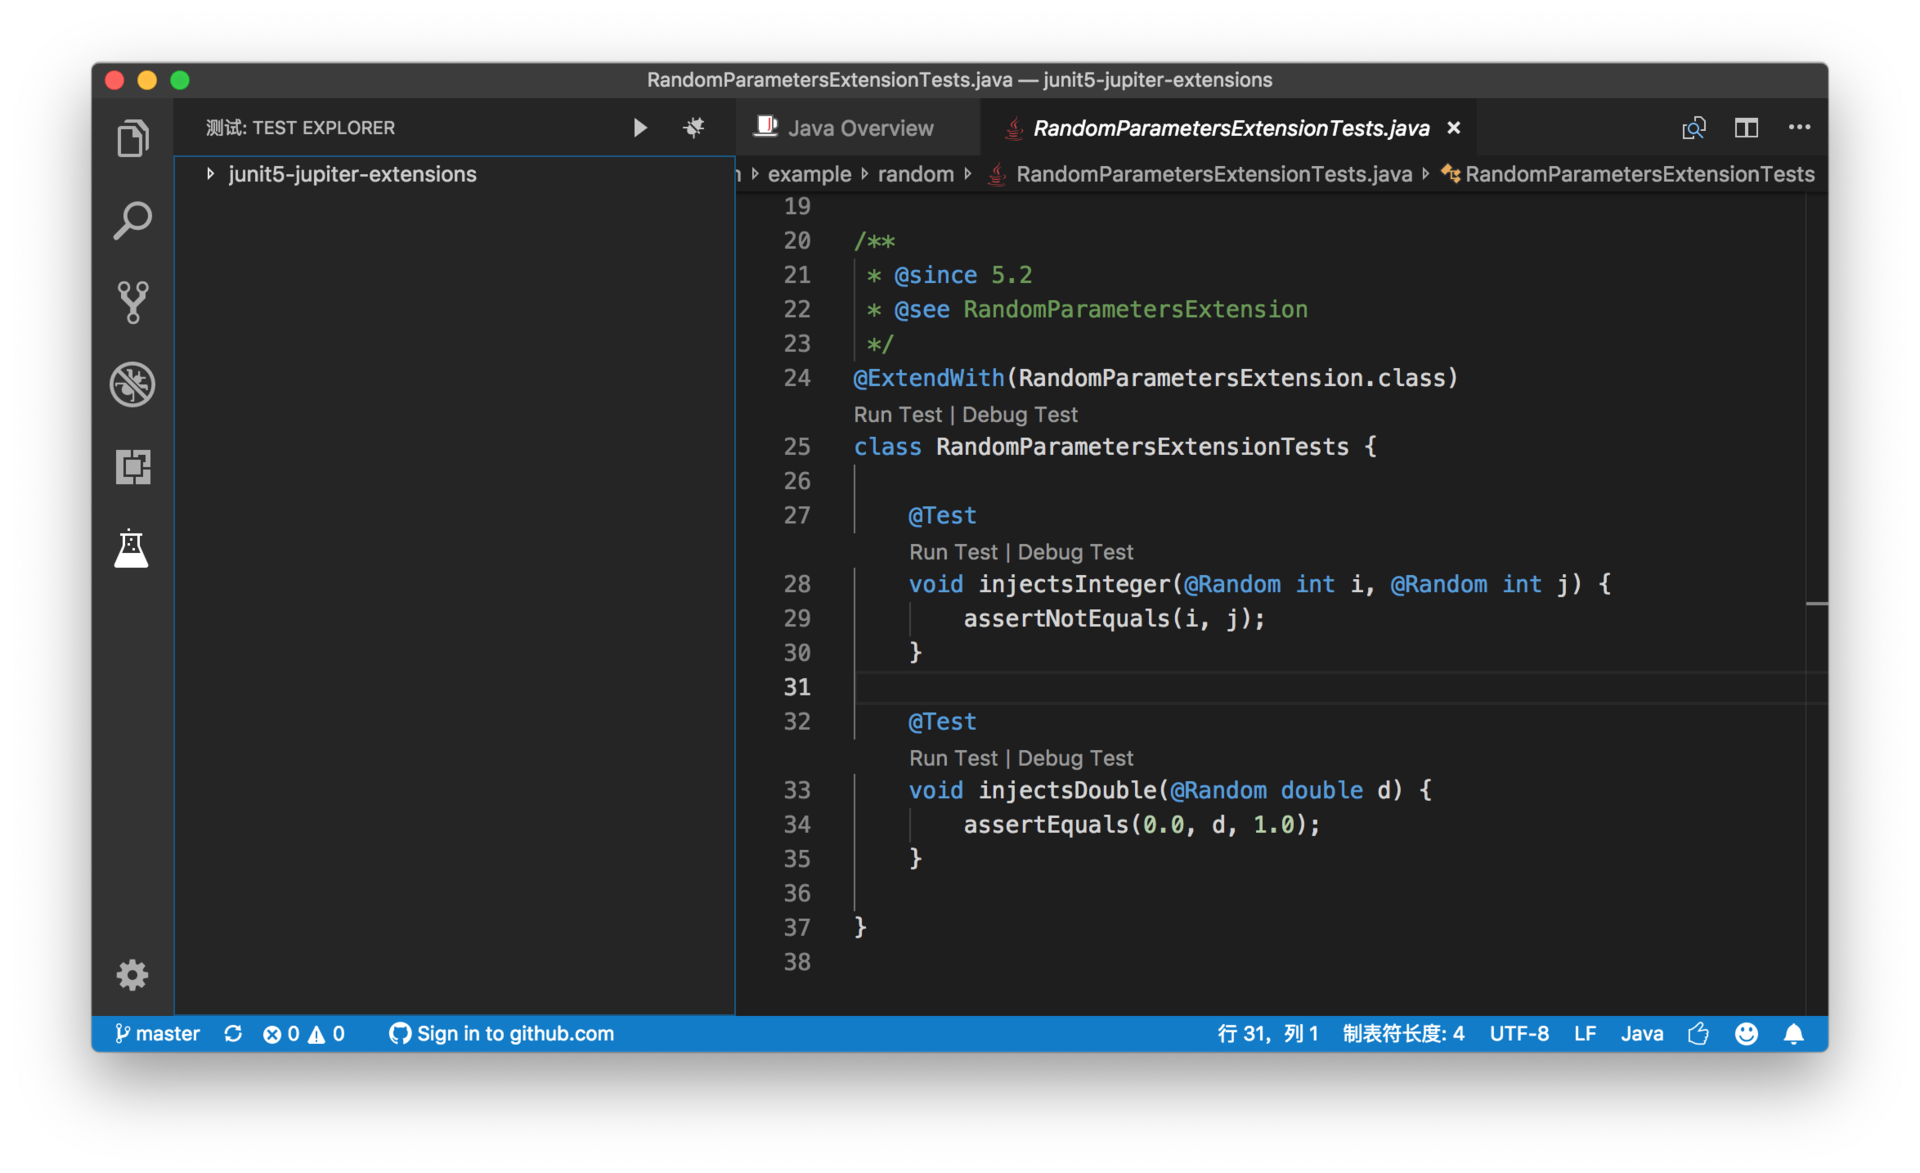 RandomParametersExtensionTests.java — junit5-jupiter-extensions
测试: TEST EXPLORER
Java Overview
RandomParametersExtensionTests.java
junit5-jupiter-extensions
example
random
RandomParametersExtensionTests.java
RandomParametersExtensionTests
19
20 /**
21 * @since 5.2
22 * @see RandomParametersExtension
23 */
24 @ExtendWith(RandomParametersExtension.class)
Run Test | Debug Test
25 class RandomParametersExtensionTests {
26
27 @Test
Run Test | Debug Test
28 void injectsInteger(@Random int i, @Random int j) {
29 assertNotEquals(i, j);
30 }
31
32 @Test
Run Test | Debug Test
33 void injectsDouble(@Random double d) {
34 assertEquals(0.0, d, 1.0);
35 }
36
37 }
38
master 0 0 Sign in to github.com 行 31, 列 1 制表符长度: 4 UTF-8 LF Java